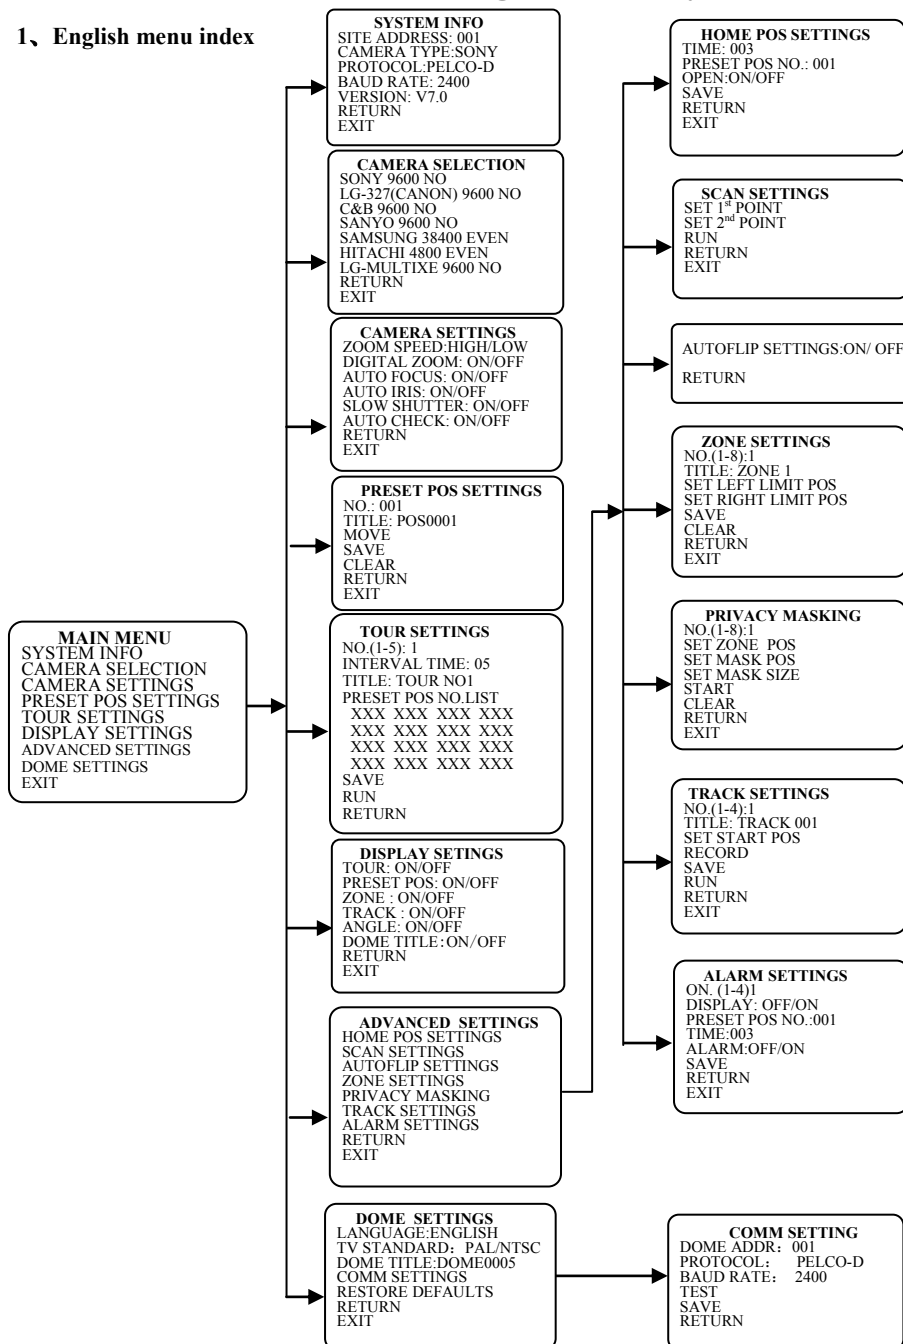 1、English menu index
SYSTEM INFO
SITE ADDRESS: 001
CAMERA TYPE:SONY
PROTOCOL:PELCO-D
BAUD RATE: 2400
VERSION: V7.0
RETURN
EXIT
CAMERA SELECTION
SONY 9600 NO
LG-327(CANON) 9600 NO
C&B 9600 NO
SANYO 9600 NO
SAMSUNG 38400 EVEN
HITACHI 4800 EVEN
LG-MULTIXE 9600 NO
RETURN
EXIT
CAMERA SETTINGS
ZOOM SPEED:HIGH/LOW
DIGITAL ZOOM: ON/OFF
AUTO FOCUS: ON/OFF
AUTO IRIS: ON/OFF
SLOW SHUTTER: ON/OFF
AUTO CHECK: ON/OFF
RETURN
EXIT
PRESET POS SETTINGS
NO.: 001
TITLE: POS0001
MOVE
SAVE
CLEAR
RETURN
EXIT
MAIN MENU
SYSTEM INFO
CAMERA SELECTION
CAMERA SETTINGS
PRESET POS SETTINGS
TOUR SETTINGS
DISPLAY SETTINGS
ADVANCED SETTINGS
DOME SETTINGS
EXIT
TOUR SETTINGS
NO.(1-5): 1
INTERVAL TIME: 05
TITLE: TOUR NO1
PRESET POS NO.LIST
XXX XXX XXX XXX
XXX XXX XXX XXX
XXX XXX XXX XXX
XXX XXX XXX XXX
SAVE
RUN
RETURN
DISPLAY SETINGS
TOUR: ON/OFF
PRESET POS: ON/OFF
ZONE : ON/OFF
TRACK : ON/OFF
ANGLE: ON/OFF
DOME TITLE:ON/OFF
RETURN
EXIT
ADVANCED SETTINGS
HOME POS SETTINGS
SCAN SETTINGS
AUTOFLIP SETTINGS
ZONE SETTINGS
PRIVACY MASKING
TRACK SETTINGS
ALARM SETTINGS
RETURN
EXIT
DOME SETTINGS
LANGUAGE:ENGLISH
TV STANDARD：PAL/NTSC
DOME TITLE:DOME0005
COMM SETTINGS
RESTORE DEFAULTS
RETURN
EXIT
HOME POS SETTINGS
TIME: 003
PRESET POS NO.: 001
OPEN:ON/OFF
SAVE
RETURN
EXIT
SCAN SETTINGS
SET 1st POINT
SET 2nd POINT
RUN
RETURN
EXIT
AUTOFLIP SETTINGS:ON/ OFF
RETURN
ZONE SETTINGS
NO.(1-8):1
TITLE: ZONE 1
SET LEFT LIMIT POS
SET RIGHT LIMIT POS
SAVE
CLEAR
RETURN
EXIT
PRIVACY MASKING
NO.(1-8):1
SET ZONE POS
SET MASK POS
SET MASK SIZE
START
CLEAR
RETURN
EXIT
TRACK SETTINGS
NO.(1-4):1
TITLE: TRACK 001
SET START POS
RECORD
SAVE
RUN
RETURN
EXIT
ALARM SETTINGS
ON. (1-4)1
DISPLAY: OFF/ON
PRESET POS NO.:001
TIME:003
ALARM:OFF/ON
SAVE
RETURN
EXIT
COMM SETTING
DOME ADDR：001
PROTOCOL： PELCO-D
BAUD RATE： 2400
TEST
SAVE
RETURN